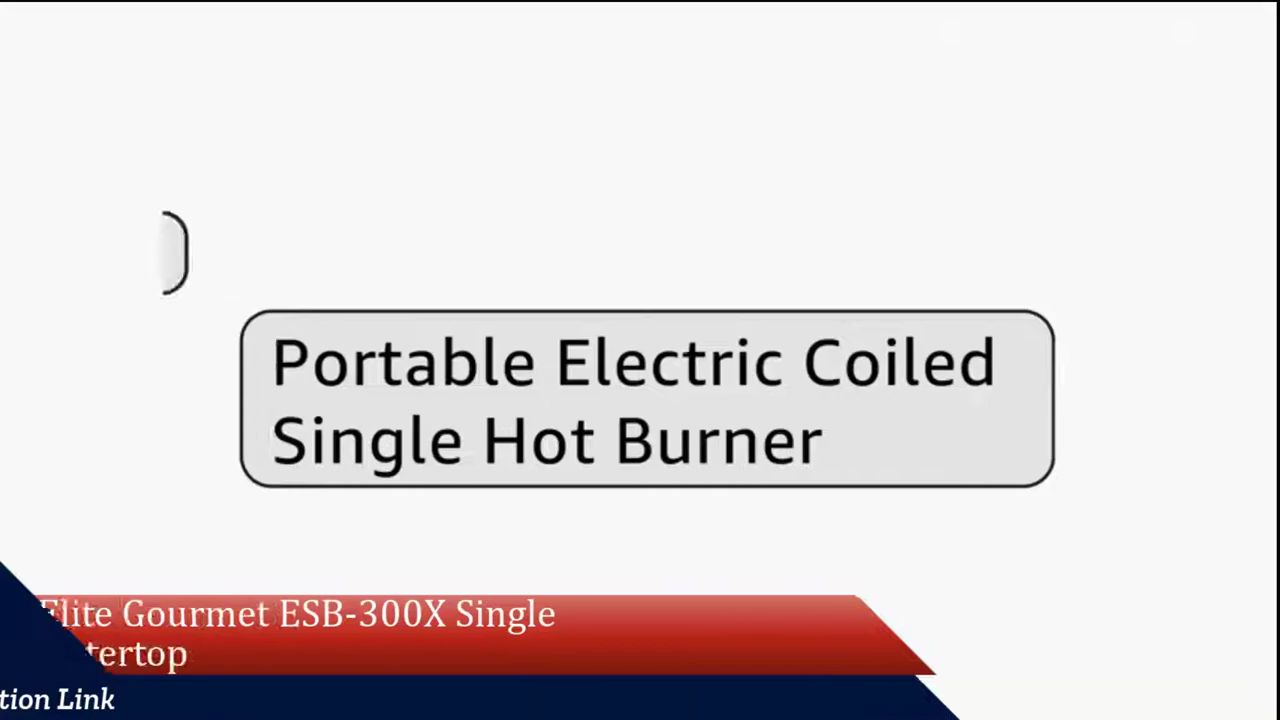 Portable Electric Coiled
Single Hot Burner
Elite Gourmet ESB-300X Single
tertop
tion Link